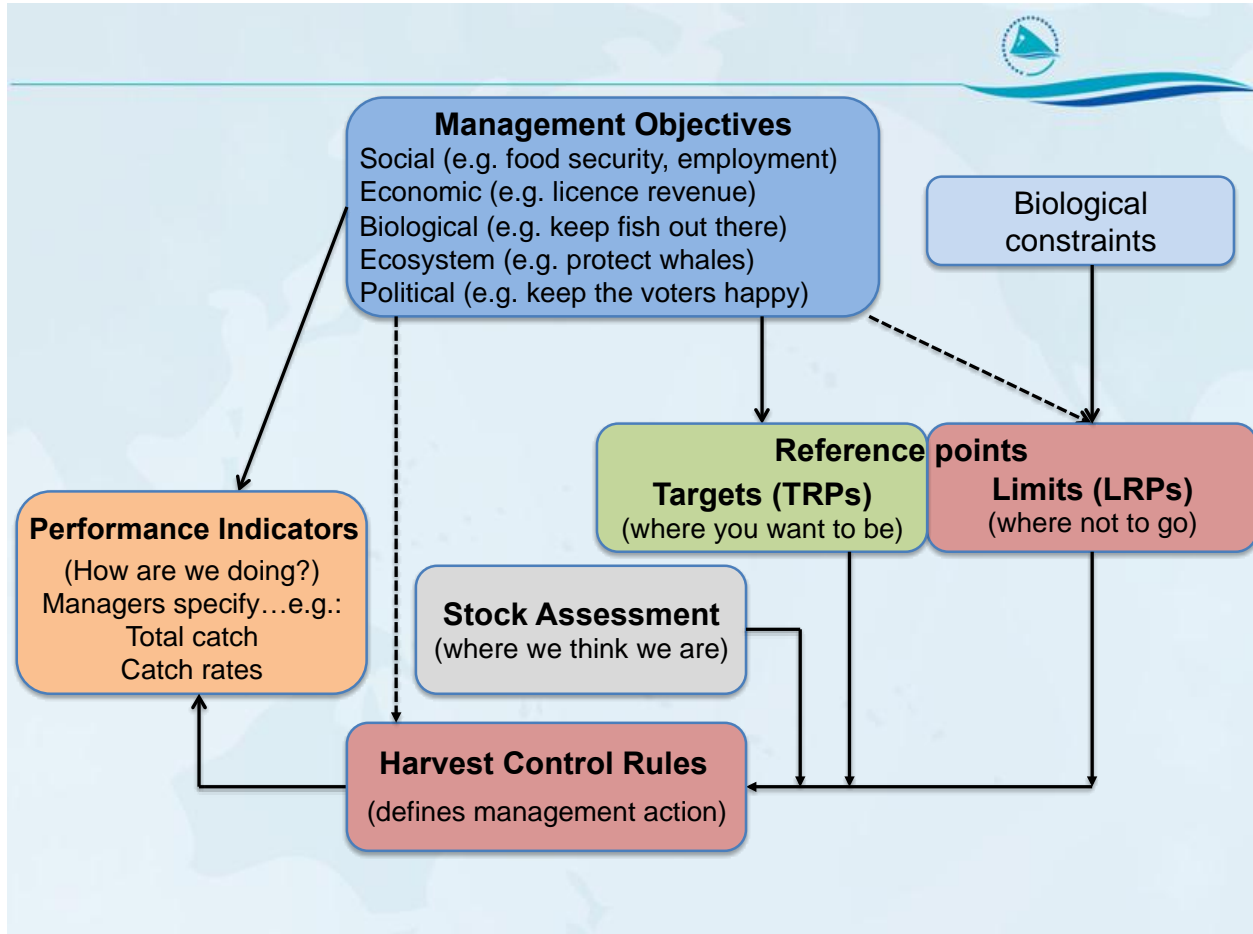 Management Objectives
Social (e.g. food security, employment)
Economic (e.g. licence revenue)
Biological (e.g. keep fish out there)
Ecosystem (e.g. protect whales)
Political (e.g. keep the voters happy)
Biological
constraints
Reference points
Targets (TRPs)
(where you want to be)
Limits (LRPs)
(where not to go)
Performance Indicators
(How are we doing?)
Managers specify…e.g.:
Total catch
Catch rates
Stock Assessment
(where we think we are)
Harvest Control Rules
(defines management action)